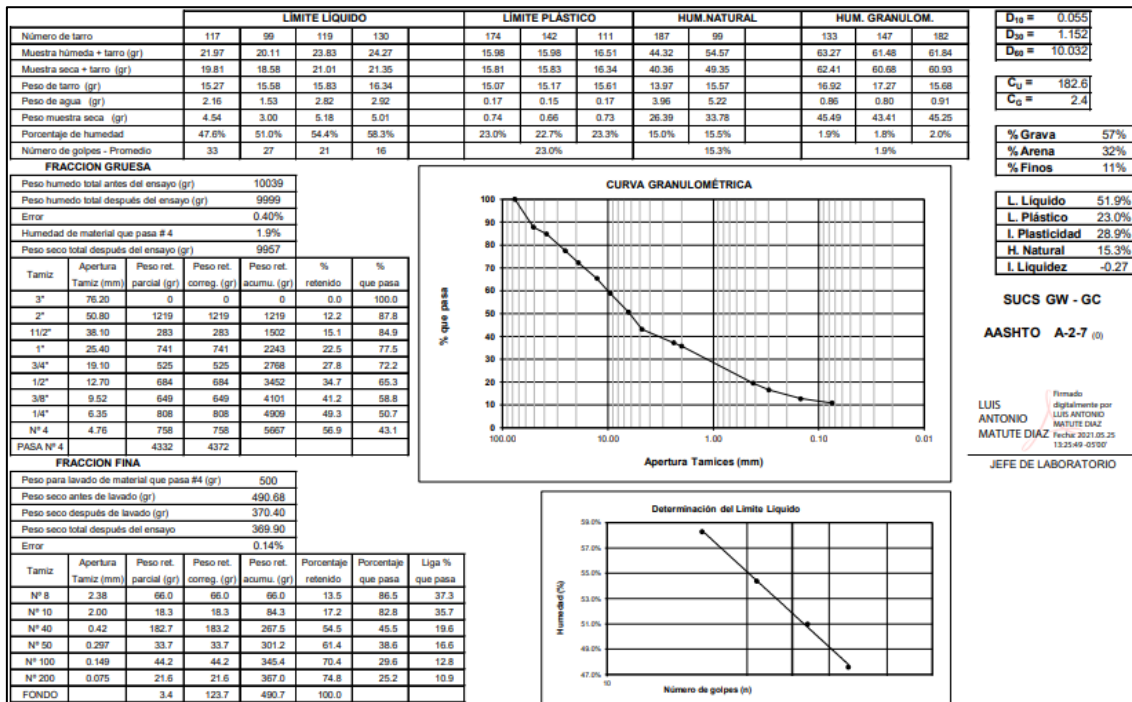 LÍMITE LÍQUIDO LÍMITE PLÁSTICO HUM.NATURAL HUM. GRANULOM.
Número de tarro 117 99 119 130 174 142 111 187 99 133 147 182
Muestra húmeda + tarro (gr) 21.97 20.11 23.83 24.27 15.98 15.98 16.51 44.32 54.57 63.27 61.48 61.84
Muestra seca + tarro (gr) 19.81 18.58 21.01 21.35 15.81 15.83 16.34 40.36 49.35 62.41 60.68 60.93
Peso de tarro (gr) 15.27 15.58 15.83 16.34 15.07 15.17 15.61 13.97 15.57 16.92 17.27 15.68
Peso de agua (gr) 2.16 1.53 2.82 2.92 0.17 0.15 0.17 3.96 5.22 0.86 0.80 0.91
Peso muestra seca (gr) 4.54 3.00 5.18 5.01 0.74 0.66 0.73 26.39 33.78 45.49 43.41 45.25
Porcentaje de humedad 47.6% 51.0% 54.4% 58.3% 23.0% 22.7% 23.3% 15.0% 15.5% 1.9% 1.8% 2.0%
Número de golpes - Promedio 33 27 21 16 23.0% 15.3% 1.9%
D10 = 0.055
D30 = 1.152
D60 = 10.032
CU = 182.6
CG = 2.4
% Grava 57%
% Arena 32%
% Finos 11%
L. Líquido 51.9%
L. Plástico 23.0%
I. Plasticidad 28.9%
H. Natural 15.3%
I. Liquidez -0.27
SUCS GW - GC
AASHTO A-2-7 (0)
LUIS
ANTONIO
MATUTE DIAZ
Firmado
digitalmente por
LUIS ANTONIO
MATUTE DIAZ
Fecha: 2021.05.25
13:25:49 -05'00'
JEFE DE LABORATORIO
FRACCION GRUESA
Peso humedo total antes del ensayo (gr) 10039
Peso humedo total después del ensayo (gr) 9999
Error 0.40%
Humedad de material que pasa # 4 1.9%
Peso seco total después del ensayo (gr) 9957
Tamiz Apertura Peso ret. Peso ret. Peso ret. % %
Tamiz (mm) parcial (gr) correg. (gr) acumu. (gr) retenido que pasa
3" 76.20 0 0 0 0.0 100.0
2" 50.80 1219 1219 1219 12.2 87.8
11/2" 38.10 283 283 1502 15.1 84.9
1" 25.40 741 741 2243 22.5 77.5
3/4" 19.10 525 525 2768 27.8 72.2
1/2" 12.70 684 684 3452 34.7 65.3
3/8" 9.52 649 649 4101 41.2 58.8
1/4" 6.35 808 808 4909 49.3 50.7
Nº 4 4.76 758 758 5667 56.9 43.1
PASA Nº 4 4332 4372
CURVA GRANULOMÉTRICA
% que pasa
100
90
80
70
60
50
40
30
20
10
0
100.00 10.00 1.00 0.10 0.01
Apertura Tamices (mm)
FRACCION FINA
Peso para lavado de material que pasa #4 (gr) 500
Peso seco antes de lavado (gr) 490.68
Peso seco después de lavado (gr) 370.40
Peso seco total después del ensayo 369.90
Error 0.14%
Tamiz Apertura Peso ret. Peso ret. Peso ret. Porcentaje Porcentaje Liga %
Tamiz (mm) parcial (gr) correg. (gr) acumu. (gr) retenido que pasa que pasa
Nº 8 2.38 66.0 66.0 66.0 13.5 86.5 37.3
Nº 10 2.00 18.3 18.3 84.3 17.2 82.8 35.7
Nº 40 0.42 182.7 183.2 267.5 54.5 45.5 19.6
Nº 50 0.297 33.7 33.7 301.2 61.4 38.6 16.6
Nº 100 0.149 44.2 44.2 345.4 70.4 29.6 12.8
Nº 200 0.075 21.6 21.6 367.0 74.8 25.2 10.9
FONDO 3.4 123.7 490.7 100.0
Determinación del Límite Líquido
Humedad (%)
59.0%
57.0%
55.0%
53.0%
51.0%
49.0%
47.0%
10
Número de golpes (n)